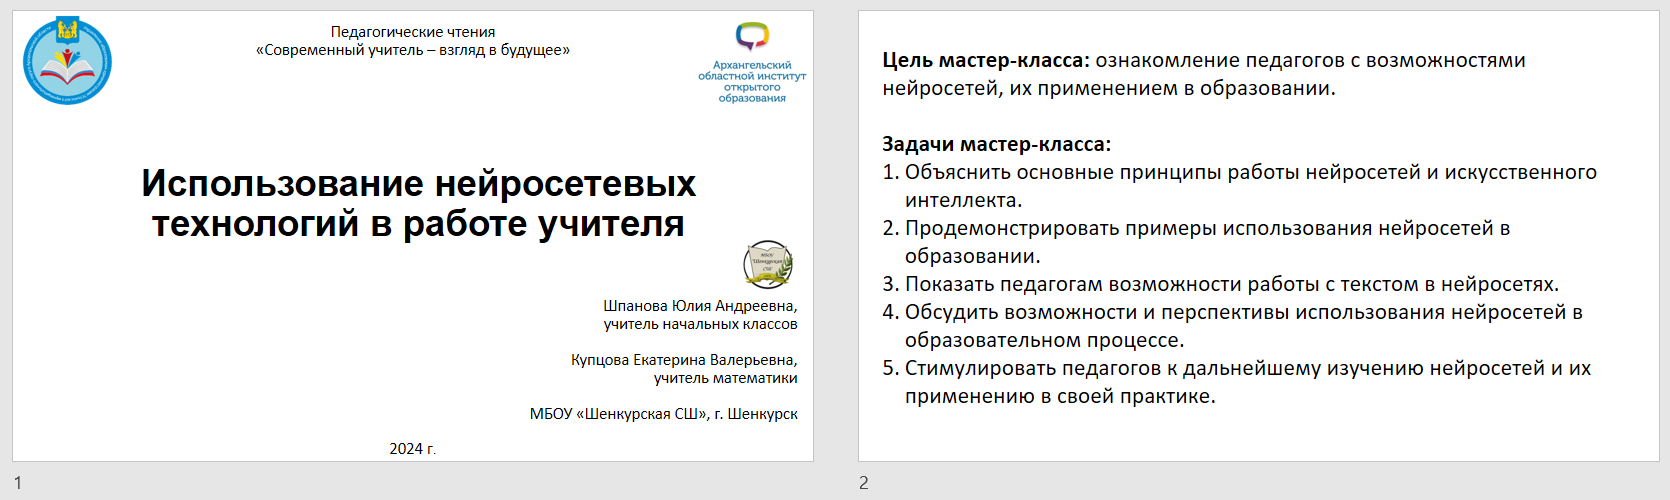 Педагогические чтения
«Современный учитель – взгляд в будущее»
Архангельский
областной институт
открытого
образования
Использование нейросетевых
технологий в работе учителя
МБОУ
"Шенкурская
СШ"
Шпанова Юлия Андреевна,
учитель начальных классов
Купцова Екатерина Валерьевна,
учитель математики
МБОУ «Шенкурская СШ», г. Шенкурск
2024 г.
1
Цель мастер-класса: ознакомление педагогов с возможностями
нейросетей, их применением в образовании.
Задачи мастер-класса:
1. Объяснить основные принципы работы нейросетей и искусственного
интеллекта.
2. Продемонстрировать примеры использования нейросетей в
образовании.
3. Показать педагогам возможности работы с текстом в нейросетях.
4. Обсудить возможности и перспективы использования нейросетей в
образовательном процессе.
5. Стимулировать педагогов к дальнейшему изучению нейросетей и их
применению в своей практике.
2